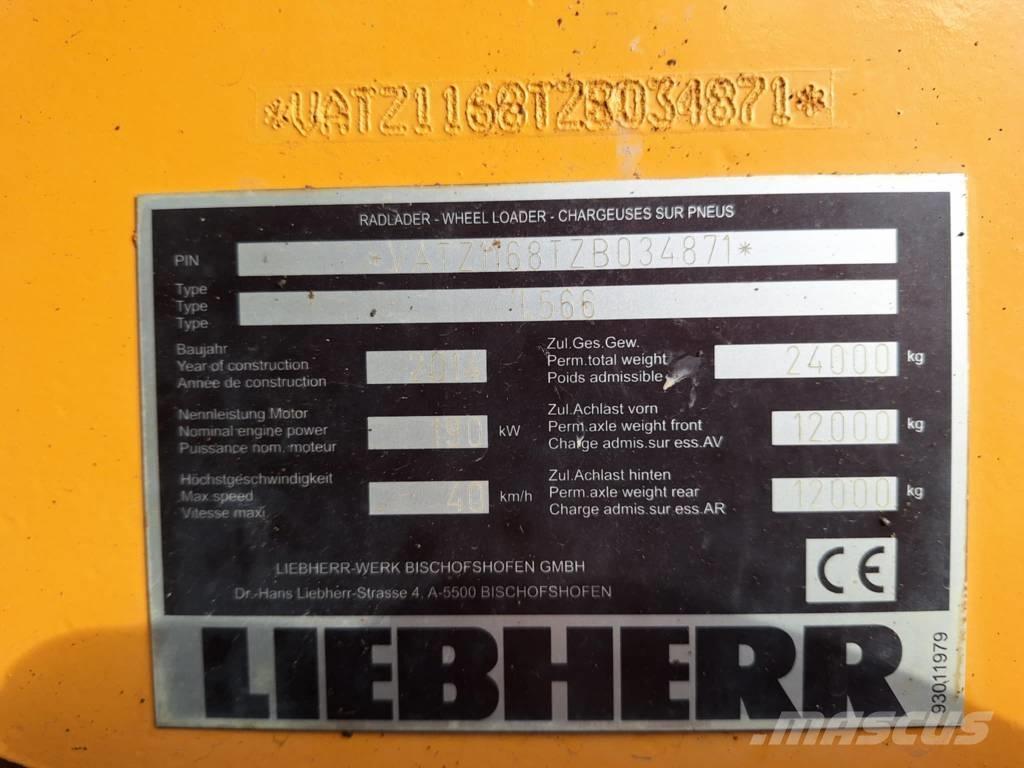 *VATZ1168TZB034871*
RADLADER - WHEEL LOADER - CHARGEUSES SUR PNEUS
PIN *VATZ1168TZB034871*
Type
Type L566
Type
Baujahr
Year of construction 2014
Année de construction
Nennleistung Motor
Nominal engine power 190 kW
Puissance nom. moteur
Höchstgeschwindigkeit
Max.speed 40 km/h
Vitesse maxi.
Zul.Ges.Gew.
Perm.total weight 24000 kg
Poids admissible
Zul.Achlast vorn
Perm.axle weight front 12000 kg
Charge admis.sur ess.AV
Zul.Achlast hinten
Perm.axle weight rear 12000 kg
Charge admis.sur ess.AR
LIEBHERR-WERK BISCHOFSHOFEN GMBH
Dr.-Hans Liebherr-Strasse 4, A-5500 BISCHOFSHOFEN
CE
LIEBHERR
93011979
mascus